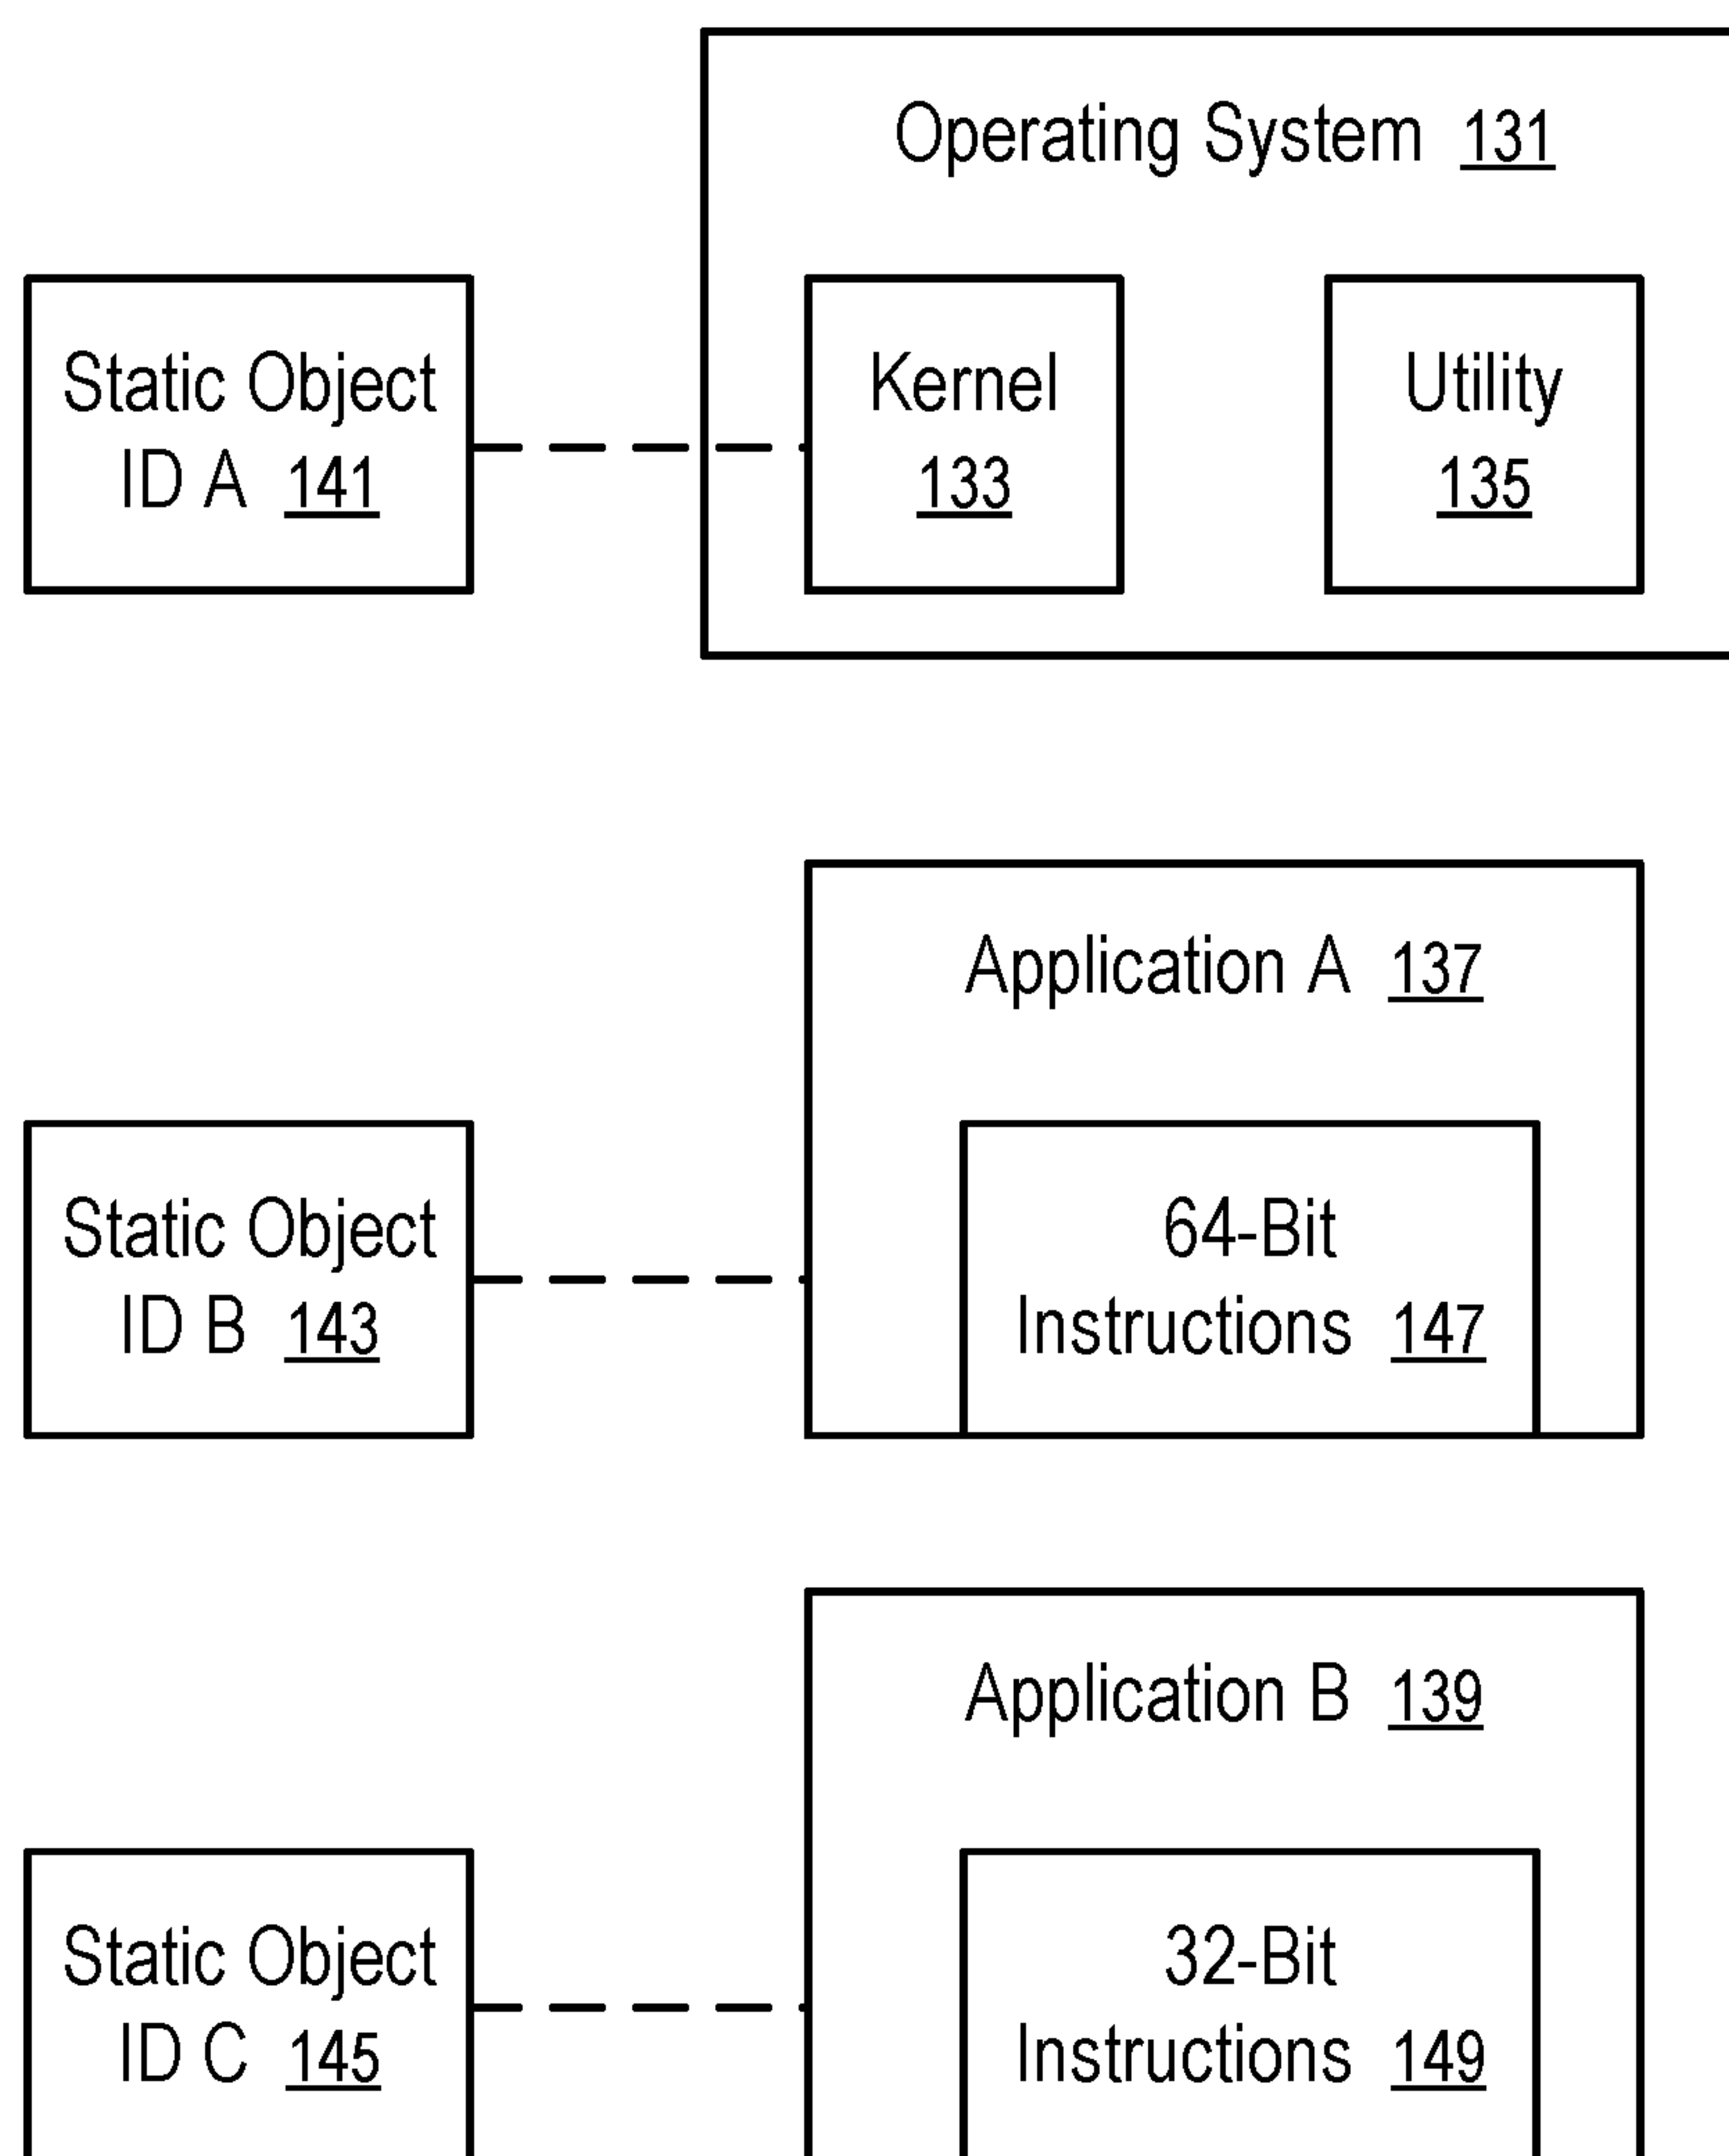 Operating System 131
Static Object
ID A 141
Kernel
133
Utility
135
Application A 137
Static Object
ID B 143
64-Bit
Instructions 147
Application B 139
Static Object
ID C 145
32-Bit
Instructions 149